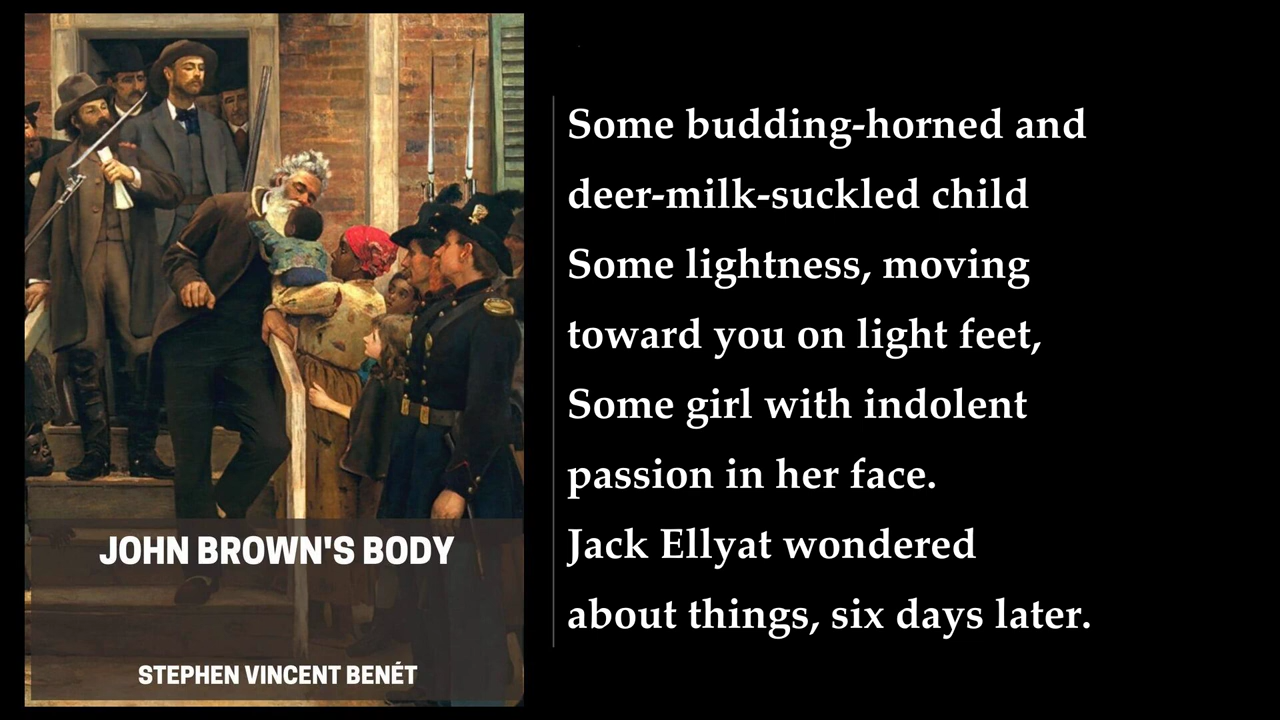 JOHN BROWN'S BODY
STEPHEN VINCENT BENÉT
Some budding-horned and
deer-milk-suckled child
Some lightness, moving
toward you on light feet,
Some girl with indolent
passion in her face.
Jack Ellyat wondered
about things, six days later.